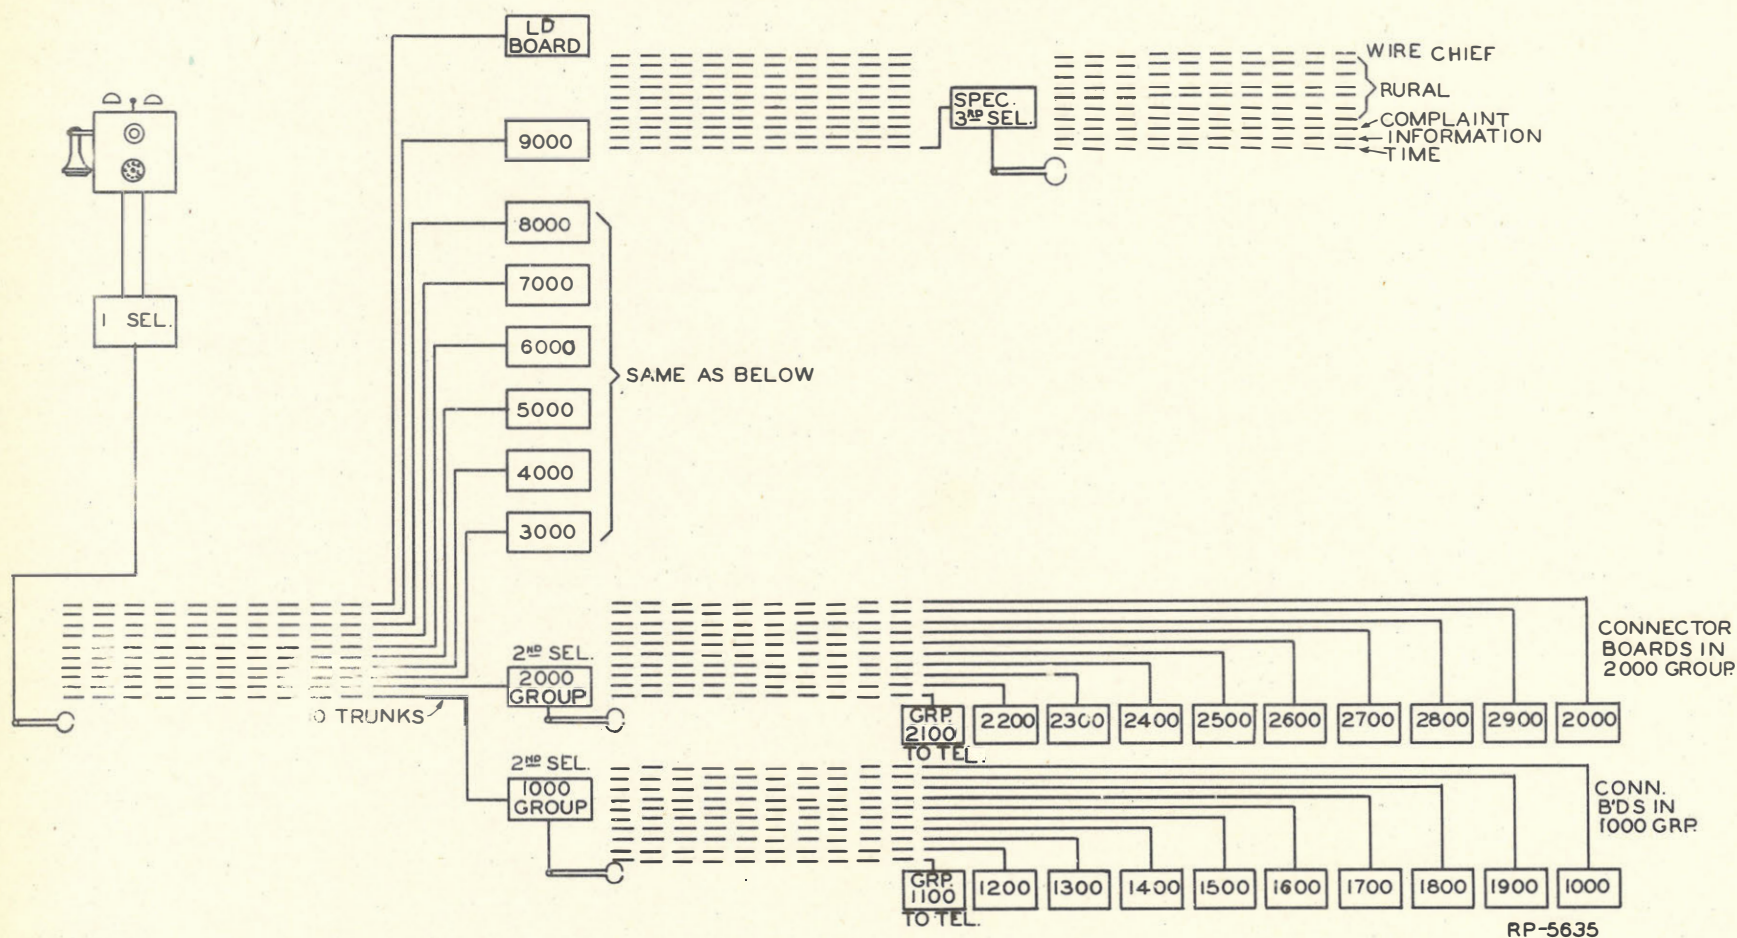 LD
BOARD
WIRE CHIEF
RURAL
SPEC.
3RD SEL.
COMPLAINT
INFORMATION
TIME
9000
8000
7000
1 SEL.
6000
SAME AS BELOW
5000
4000
3000
2ND SEL.
2000
GROUP
O TRUNKS
CONNECTOR
BOARDS IN
2000 GROUP.
GRP.
2100
TO TEL.
2200
2300
2400
2500
2600
2700
2800
2900
2000
2ND SEL.
1000
GROUP
CONN.
B'DS IN
1000 GRP.
GRP.
1100
TO TEL.
1200
1300
1400
1500
1600
1700
1800
1900
1000
RP-5635